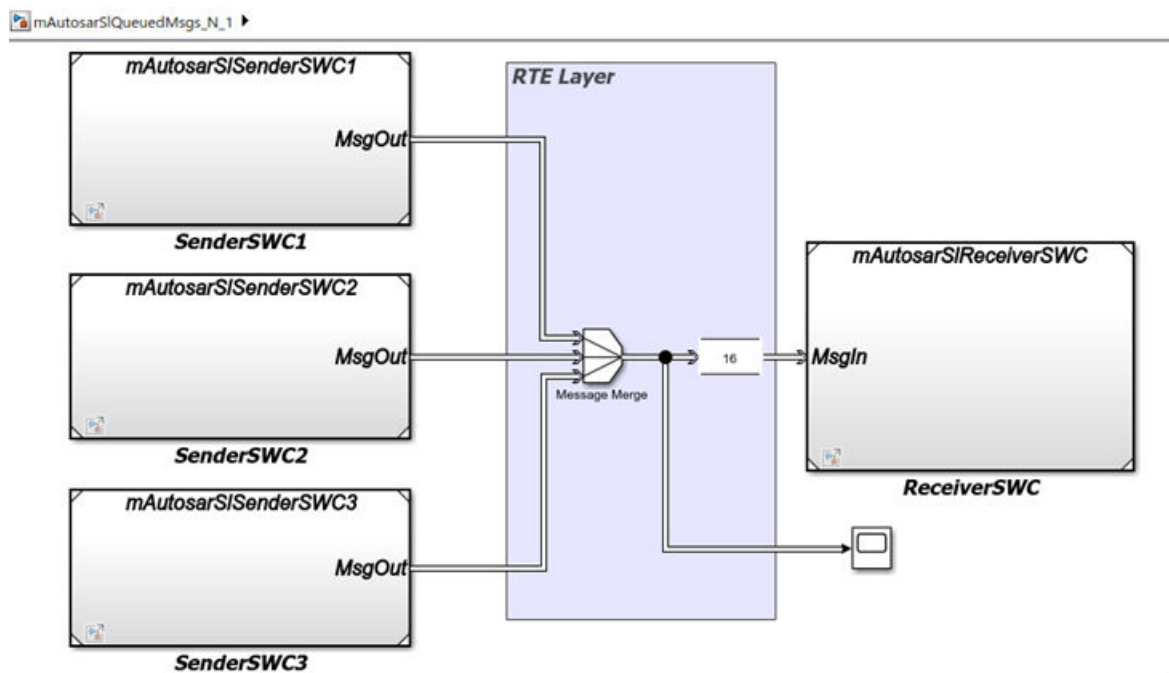 mAutosarSlQueuedMsgs_N_1
mAutosarSlSenderSWC1
MsgOut
SenderSWC1
RTE Layer
mAutosarSlSenderSWC2
MsgOut
SenderSWC2
Message Merge
16
mAutosarSlReceiverSWC
MsgIn
ReceiverSWC
mAutosarSlSenderSWC3
MsgOut
SenderSWC3